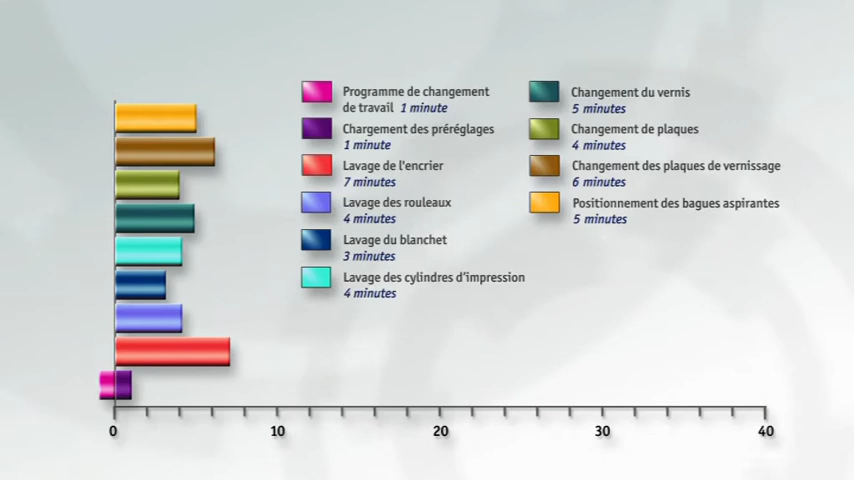 Programme de changement
de travail 1 minute
Chargement des préréglages
1 minute
Lavage de l'encrier
7 minutes
Lavage des rouleaux
4 minutes
Lavage du blanchet
3 minutes
Lavage des cylindres d'impression
4 minutes
Changement du vernis
5 minutes
Changement de plaques
4 minutes
Changement des plaques de vernissage
6 minutes
Positionnement des bagues aspirantes
5 minutes
0 10 20 30 40